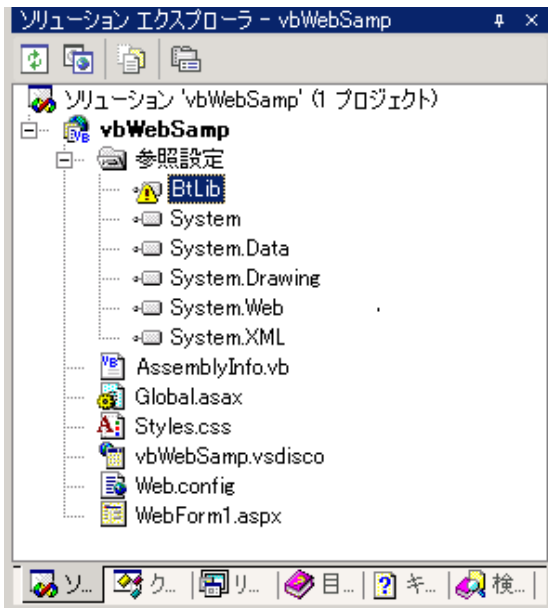 ソリューション エクスプローラ - vbWebSamp
ソリューション 'vbWebSamp' (1 プロジェクト)
vbWebSamp
参照設定
BtLib
System
System.Data
System.Drawing
System.Web
System.XML
AssemblyInfo.vb
Global.asax
Styles.css
vbWebSamp.vsdisco
Web.config
WebForm1.aspx
ソ... ク... リ... 目... キ... 検...